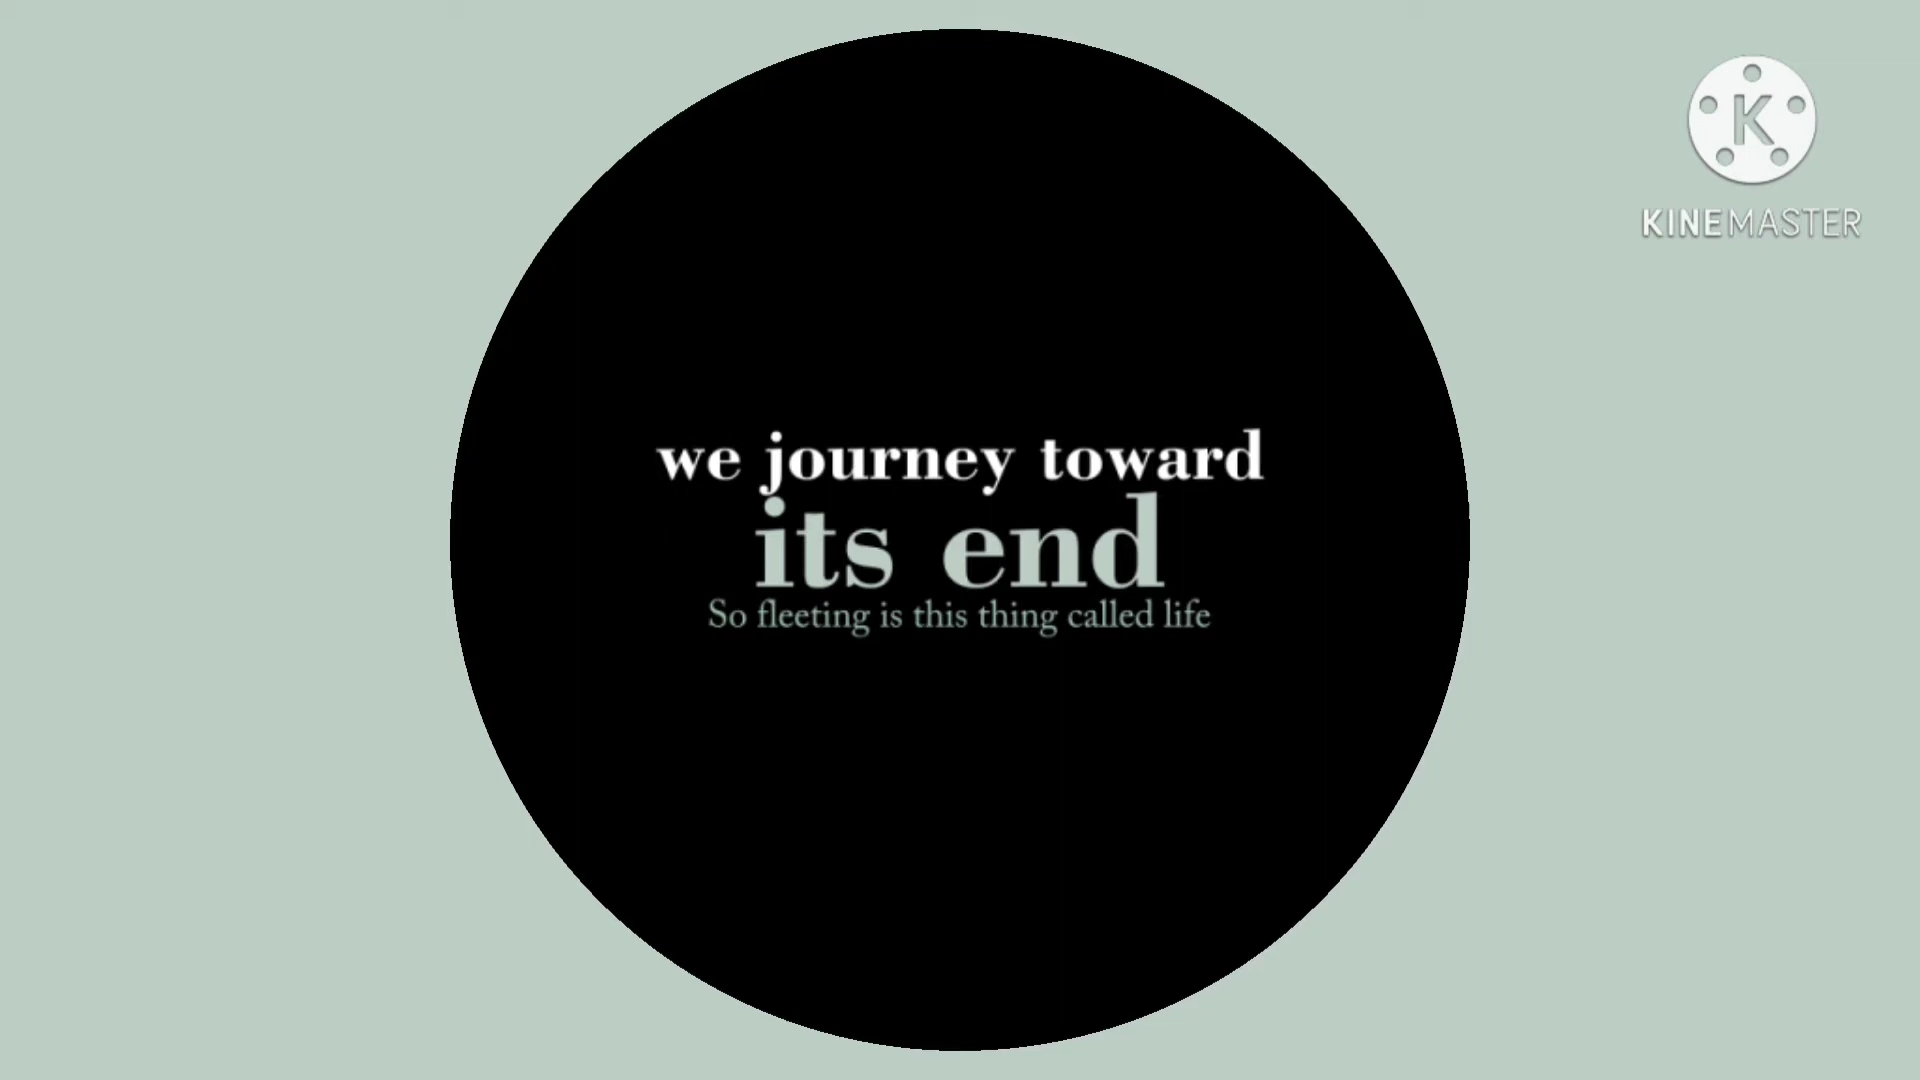 K
KINEMASTER
we journey toward
its end
So fleeting is this thing called life